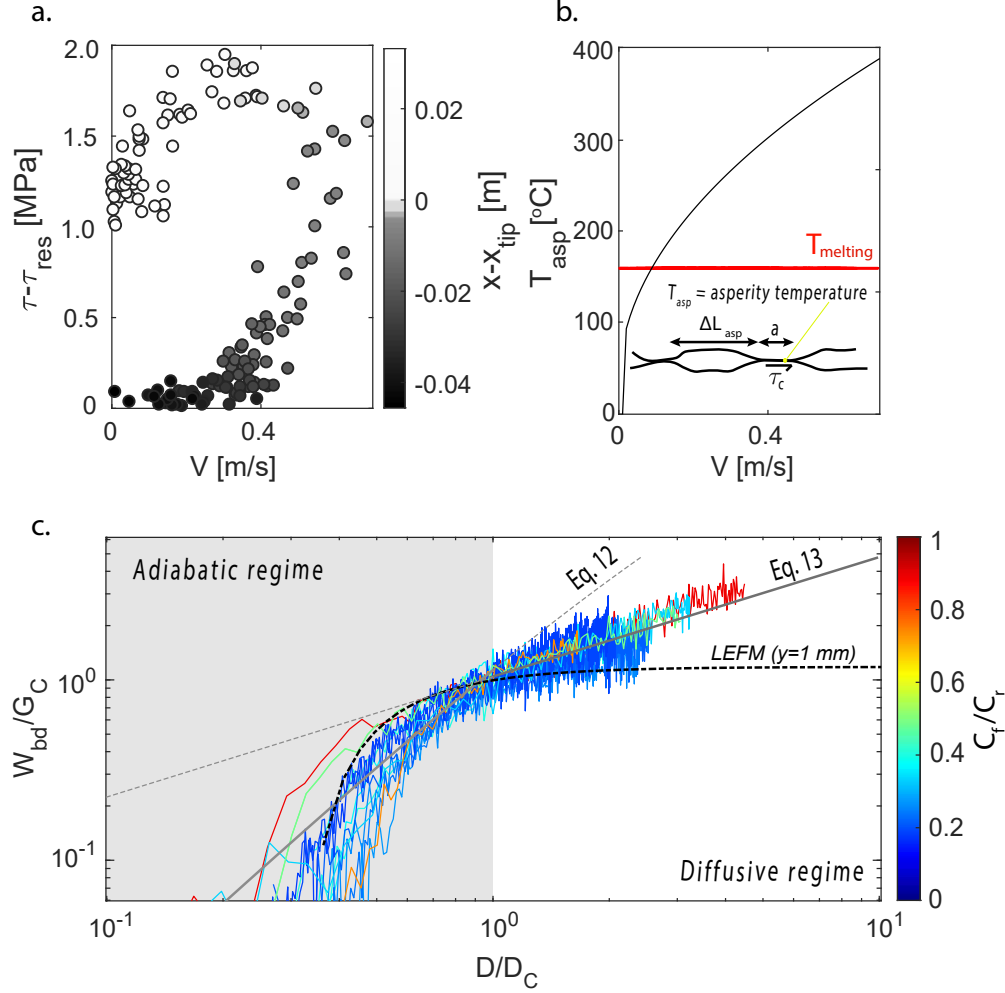 a.
2.0
1.5
1.0
0.5
0
τ-τres [MPa]
0
0.4
V [m/s]
0.02
0
-0.02
-0.04
x-xtip [m]
b.
400
300
200
100
0
Tasp [oC]
Tmelting
Tasp = asperity temperature
ΔLasp
a
τc
0
0.4
V [m/s]
c.
Adiabatic regime
Eq. 12
Eq. 13
LEFM (y=1 mm)
Diffusive regime
10^0
10^-1
Wbd/GC
10^-1
10^0
10^1
D/DC
1
0.8
0.6
0.4
0.2
0
Cf/Cr